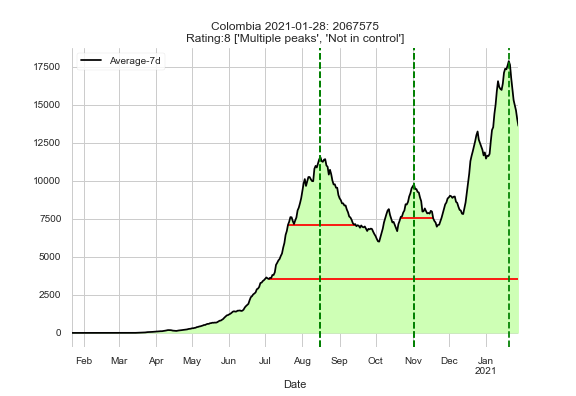 Colombia 2021-01-28: 2067575
Rating:8 ['Multiple peaks', 'Not in control']
Average-7d
17500
15000
12500
10000
7500
5000
2500
0
Feb Mar Apr May Jun Jul Aug Sep Oct Nov Dec Jan
2021
Date